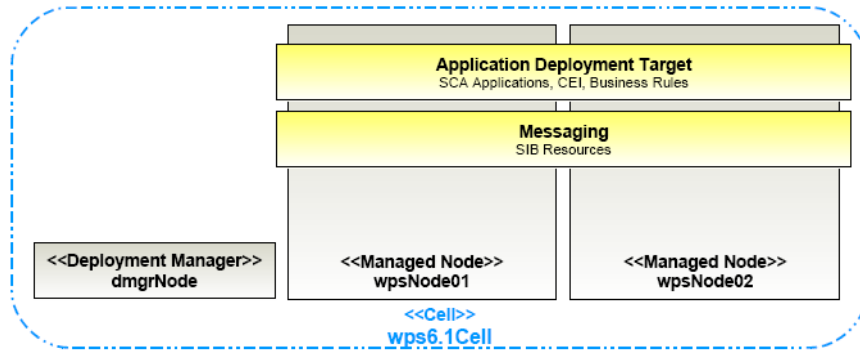 Application Deployment Target
SCA Applications, CEI, Business Rules
Messaging
SIB Resources
<<Deployment Manager>>
dmgrNode
<<Managed Node>>
wpsNode01
<<Managed Node>>
wpsNode02
<<Cell>>
wps6.1Cell